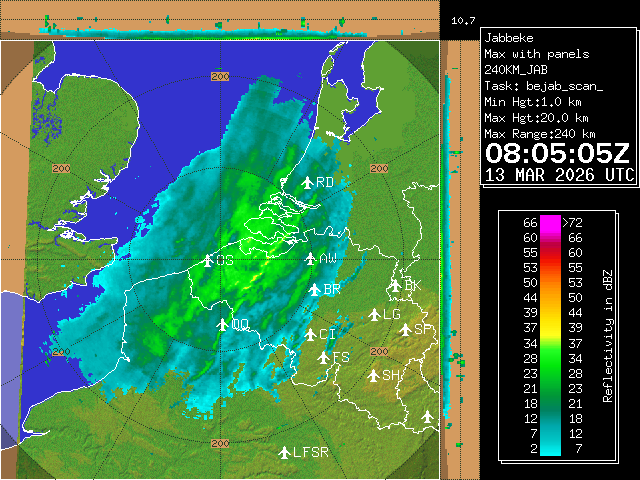 10.7
Jabbeke
Max with panels
240KM_JAB
Task: bejab_scan_
Min Hgt:1.0 km
Max Hgt:20.0 km
Max Range:240 km
08:05:05Z
13 MAR 2026 UTC
200
200
200
RD
OS
AW
BR
BK
LG
OQ
CI
SP
200
FS
200
SH
200
LFSR
66 >72
60 66
55 60
53 55
50 53
44 50
39 44
37 39
34 37
28 34
23 28
21 23
18 21
12 18
7 12
2 7
Reflectivity in dBZ